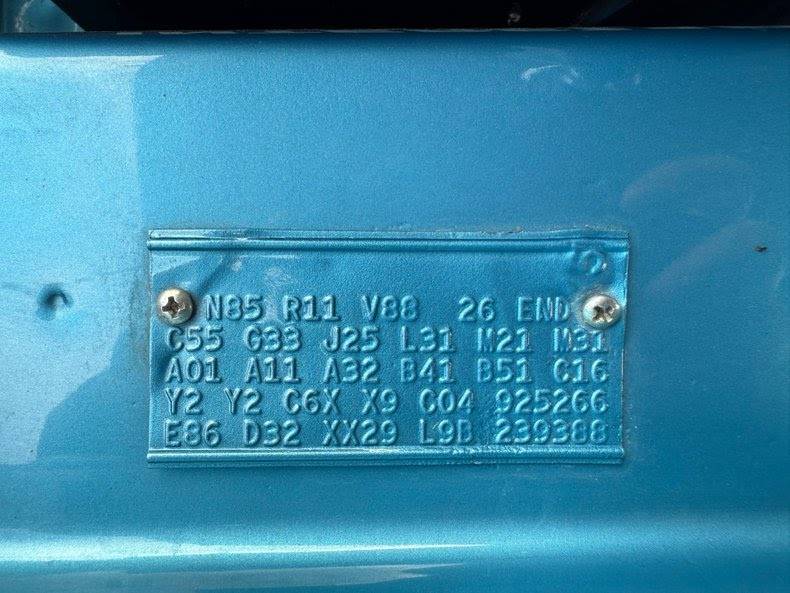 N85 R11 V88 26 END
C55 G33 J25 L31 M21 M31
A01 A11 A32 B41 B51 C16
Y2 Y2 C6X X9 C04 925266
E86 D32 XX29 L9B 239388